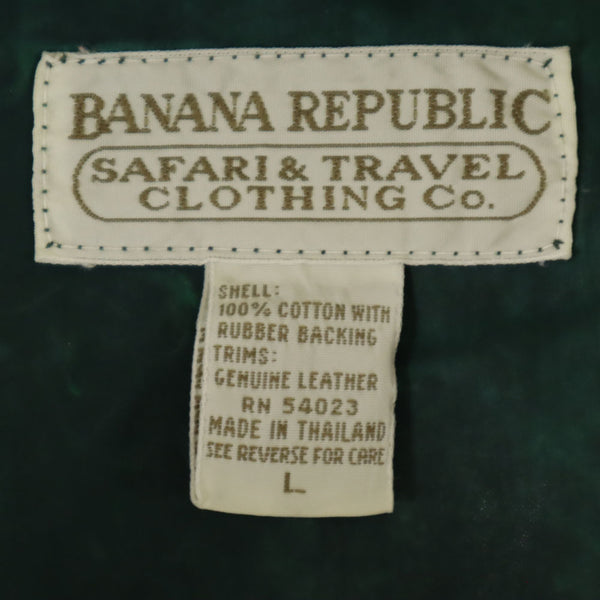 BANANA REPUBLIC
SAFARI & TRAVEL
CLOTHING CO.
SHELL:
100% COTTON WITH
RUBBER BACKING
TRIMS:
GENUINE LEATHER
RN 54023
MADE IN THAILAND
SEE REVERSE FOR CARE
L